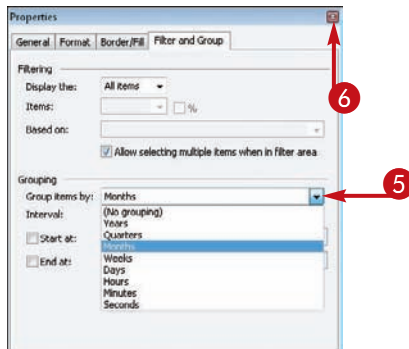 Properties
General Format Border/Fill Filter and Group
Filtering
Display the: All items
Items: %
Based on:
Allow selecting multiple items when in filter area
6
Grouping
Group items by: Months
5
Interval: (No grouping)
Years
Start at: Quarters
Months
End at: Weeks
Days
Hours
Minutes
Seconds